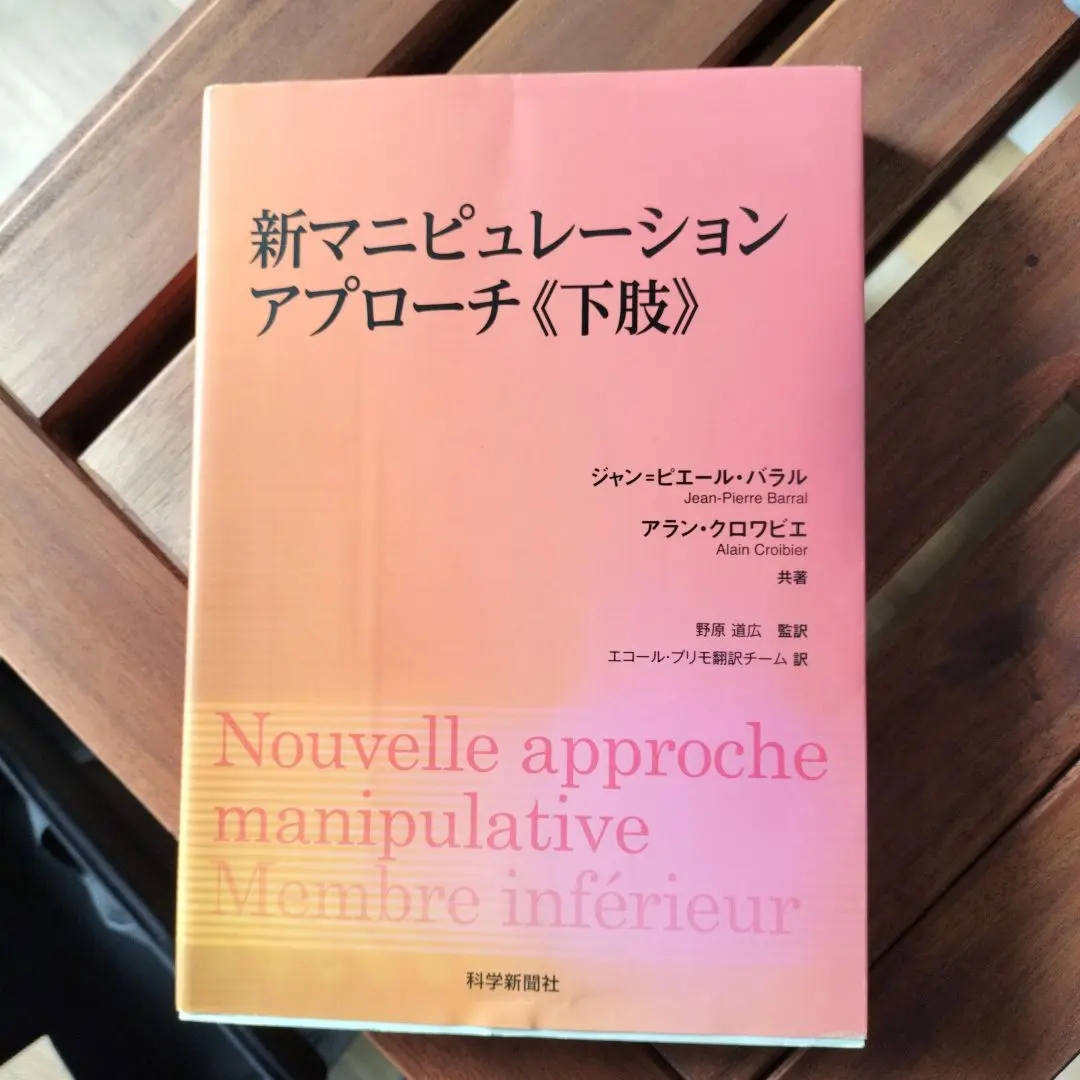 新マニピュレーション
アプローチ《下肢》
ジャン=ピエール・バラル
Jean-Pierre Barral
アラン・クロワビエ
Alain Croibier
共著
野原 道広 監訳
エコール・プリモ翻訳チーム 訳
Nouvelle approche
manipulative
Membre inférieur
科学新聞社